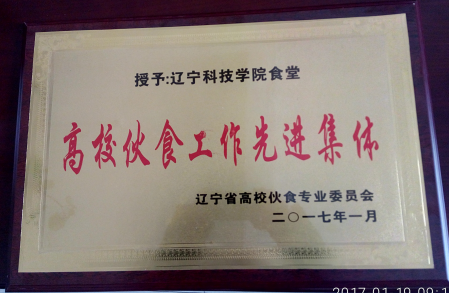 授予:辽宁科技学院食堂
高校伙食工作先进集体
辽宁省高校伙食专业委员会
二〇一七年一月